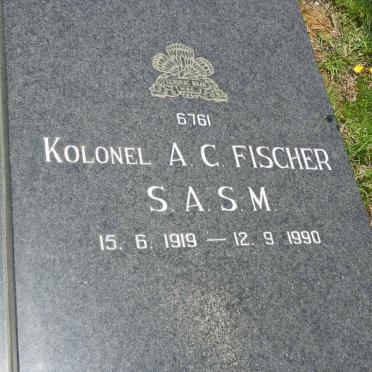 6761
KOLONEL A. C. FISCHER
S. A. S. M.
15. 6. 1919 — 12. 9. 1990